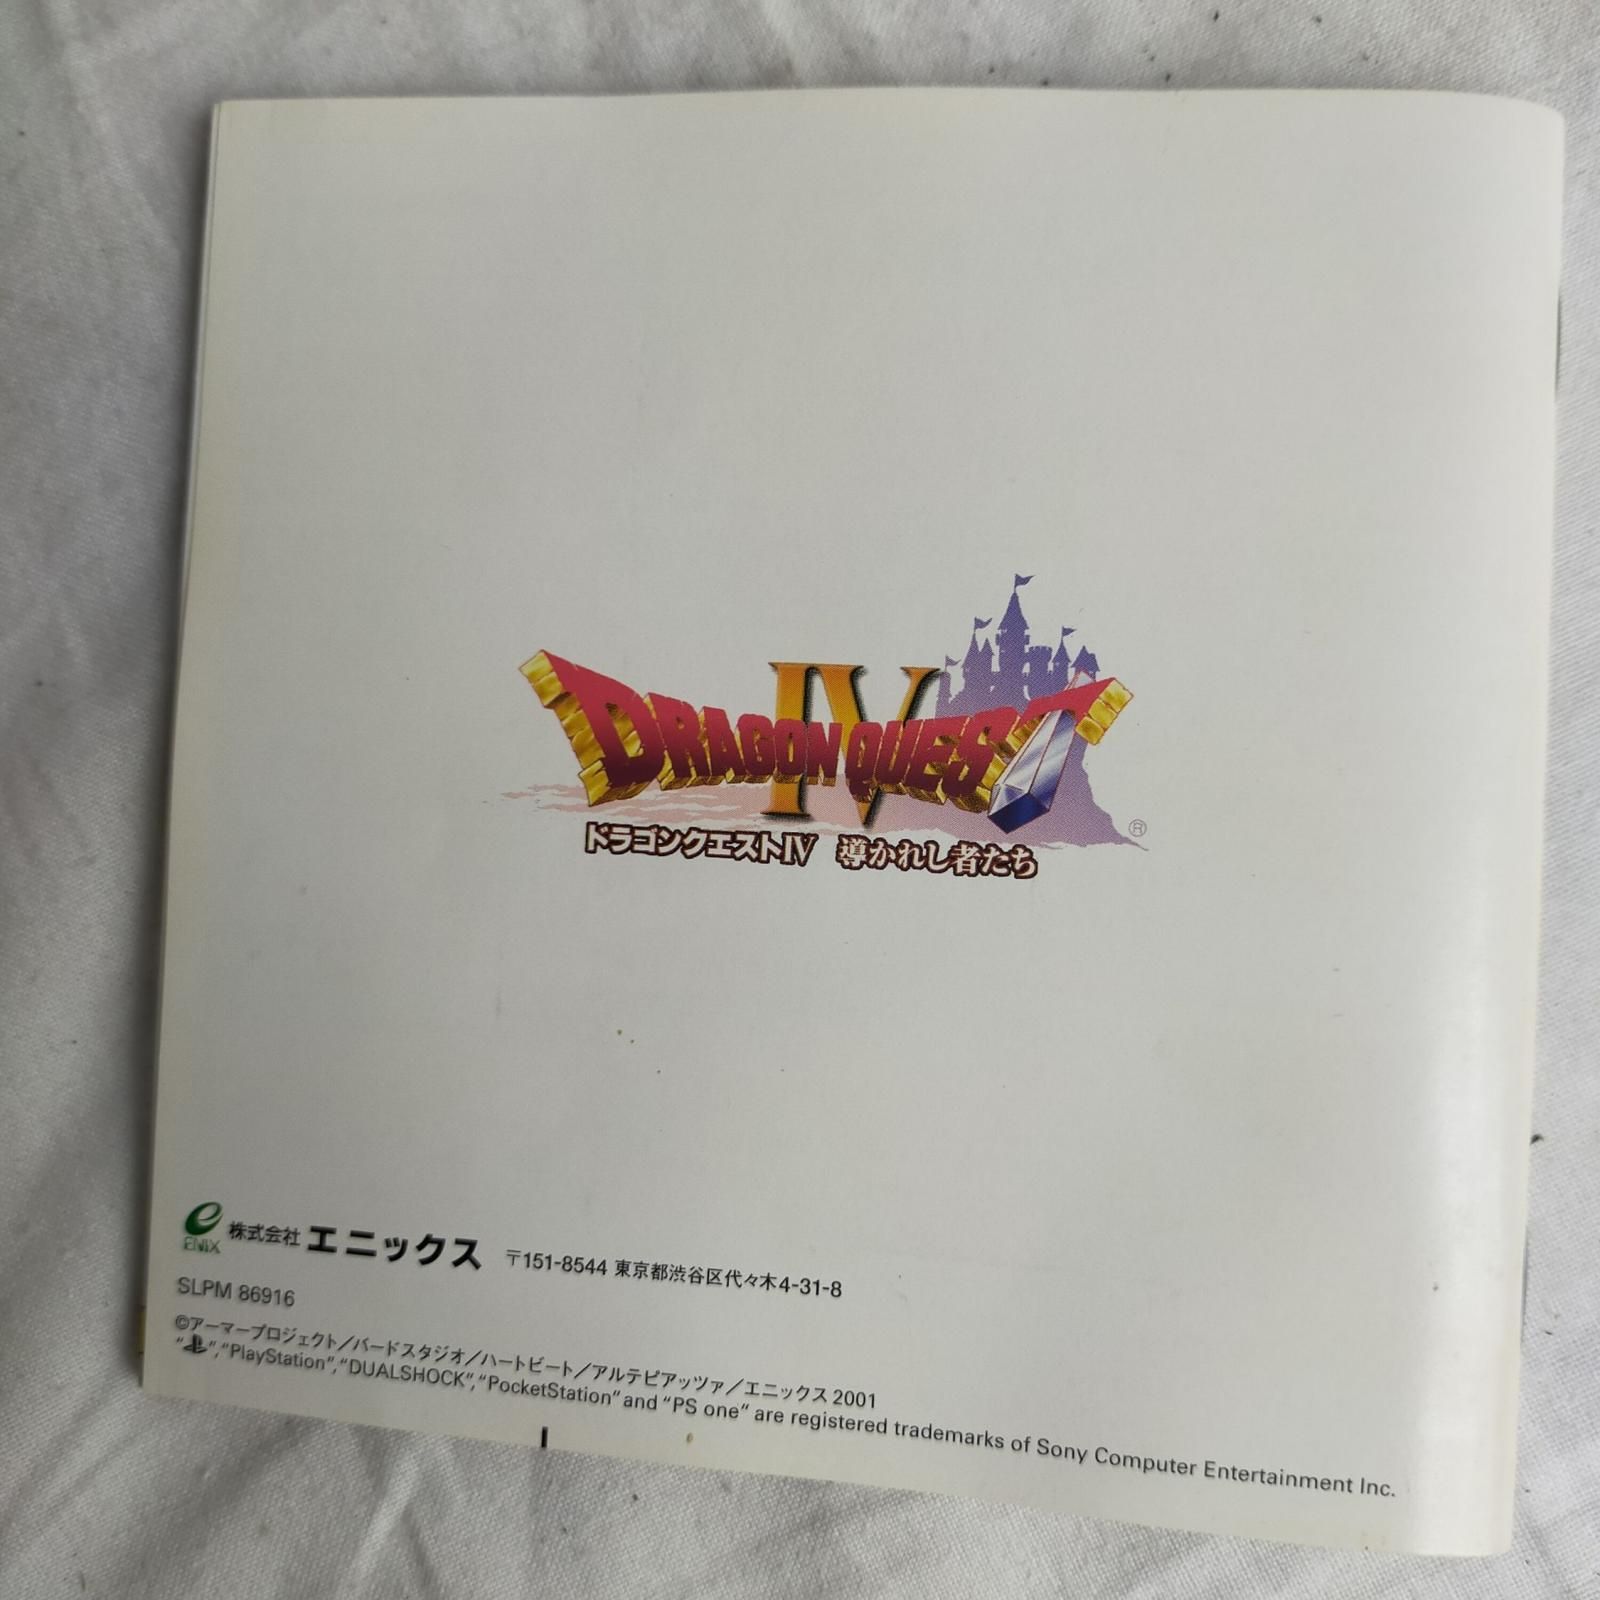 IV
DRAGON QUEST
®
ドラゴンクエストIV 導かれし者たち
ENIX 株式会社 エニックス 〒151-8544 東京都渋谷区代々木4-31-8
SLPM 86916
©アーマープロジェクト/バードスタジオ/ハートビート/アルテピアッツァ/エニックス 2001
“ ”,“PlayStation”,“DUALSHOCK”,“PocketStation” and “PS one” are registered trademarks of Sony Computer Entertainment Inc.